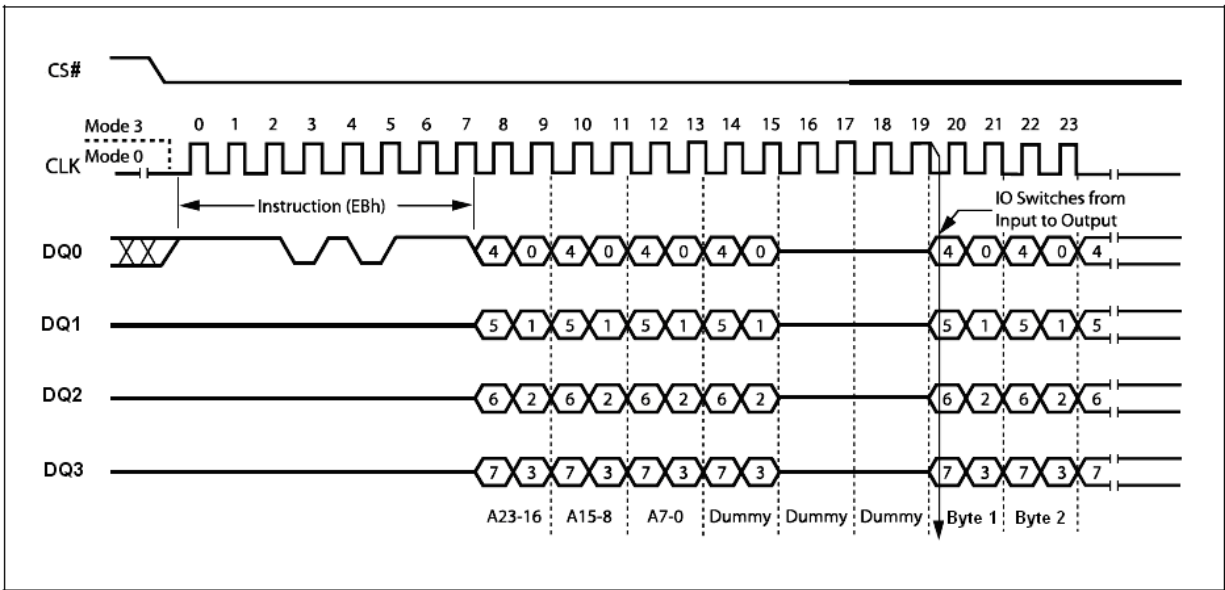 CS#
Mode 3
0 1 2 3 4 5 6 7 8 9 10 11 12 13 14 15 16 17 18 19 20 21 22 23
Mode 0
CLK
Instruction (EBh)
IO Switches from
Input to Output
DQ0 4 0 4 0 4 0 4 0 4 0 4 0 4
DQ1 5 1 5 1 5 1 5 1 5 1 5 1 5
DQ2 6 2 6 2 6 2 6 2 6 2 6 2 6
DQ3 7 3 7 3 7 3 7 3 7 3 7 3 7
A23-16 A15-8 A7-0 Dummy Dummy Dummy Byte 1 Byte 2